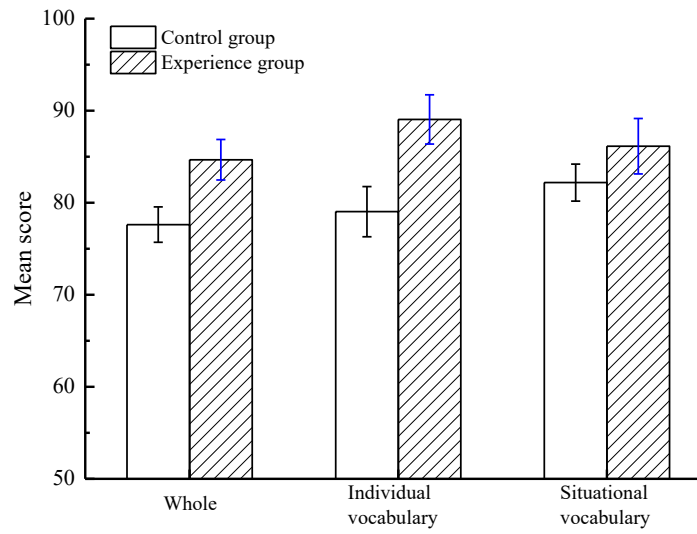 100
90
80
70
60
50
Mean score
Control group
Experience group
Whole
Individual
vocabulary
Situational
vocabulary